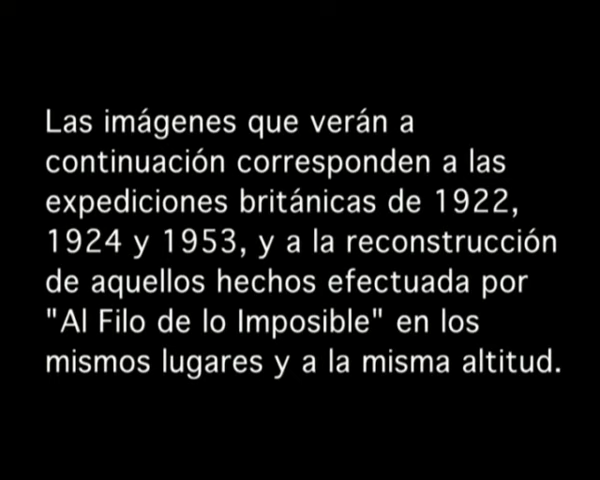 Las imágenes que verán a
continuación corresponden a las
expediciones británicas de 1922,
1924 y 1953, y a la reconstrucción
de aquellos hechos efectuada por
"Al Filo de lo Imposible" en los
mismos lugares y a la misma altitud.